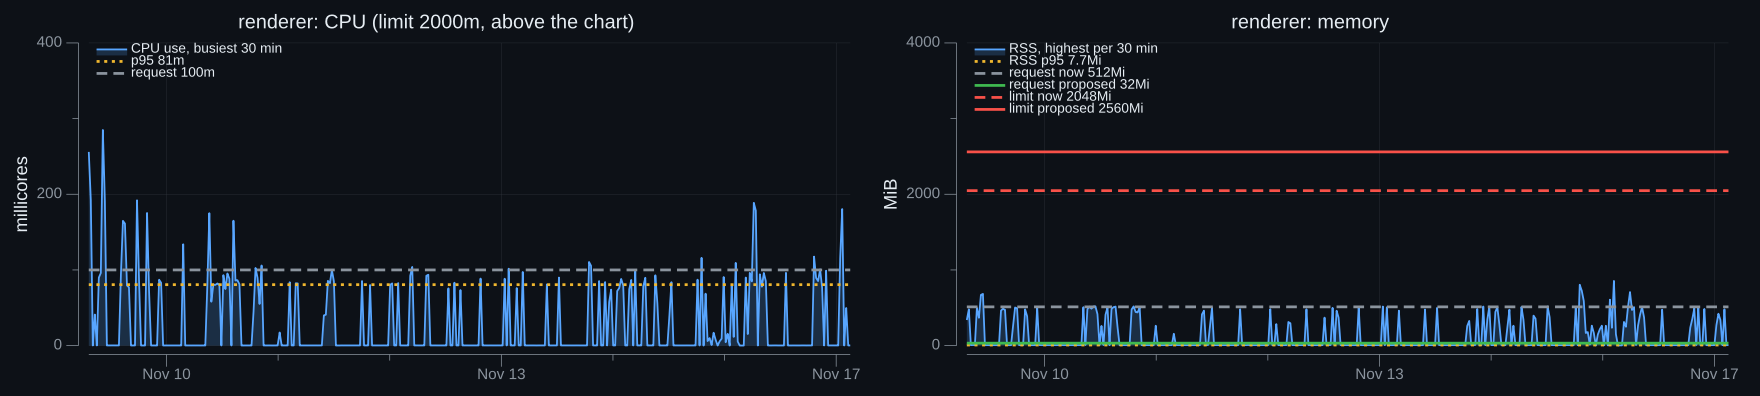 renderer: CPU (limit 2000m, above the chart)
400
200
0
millicores
CPU use, busiest 30 min
p95 81m
request 100m
Nov 10
Nov 13
Nov 17
renderer: memory
4000
2000
0
MiB
RSS, highest per 30 min
RSS p95 7.7Mi
request now 512Mi
request proposed 32Mi
limit now 2048Mi
limit proposed 2560Mi
Nov 10
Nov 13
Nov 17